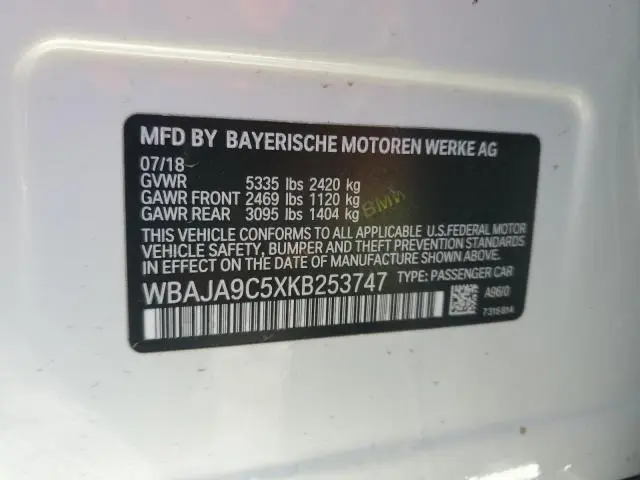 MFD BY BAYERISCHE MOTOREN WERKE AG
07/18
GVWR 5335 lbs 2420 kg
GAWR FRONT 2469 lbs 1120 kg
GAWR REAR 3095 lbs 1404 kg
BMW
THIS VEHICLE CONFORMS TO ALL APPLICABLE U.S.FEDERAL MOTOR
VEHICLE SAFETY, BUMPER AND THEFT PREVENTION STANDARDS
IN EFFECT ON THE DATE OF MANUFACTURE SHOWN ABOVE.
WBAJA9C5XKB253747 TYPE: PASSENGER CAR
A96/0